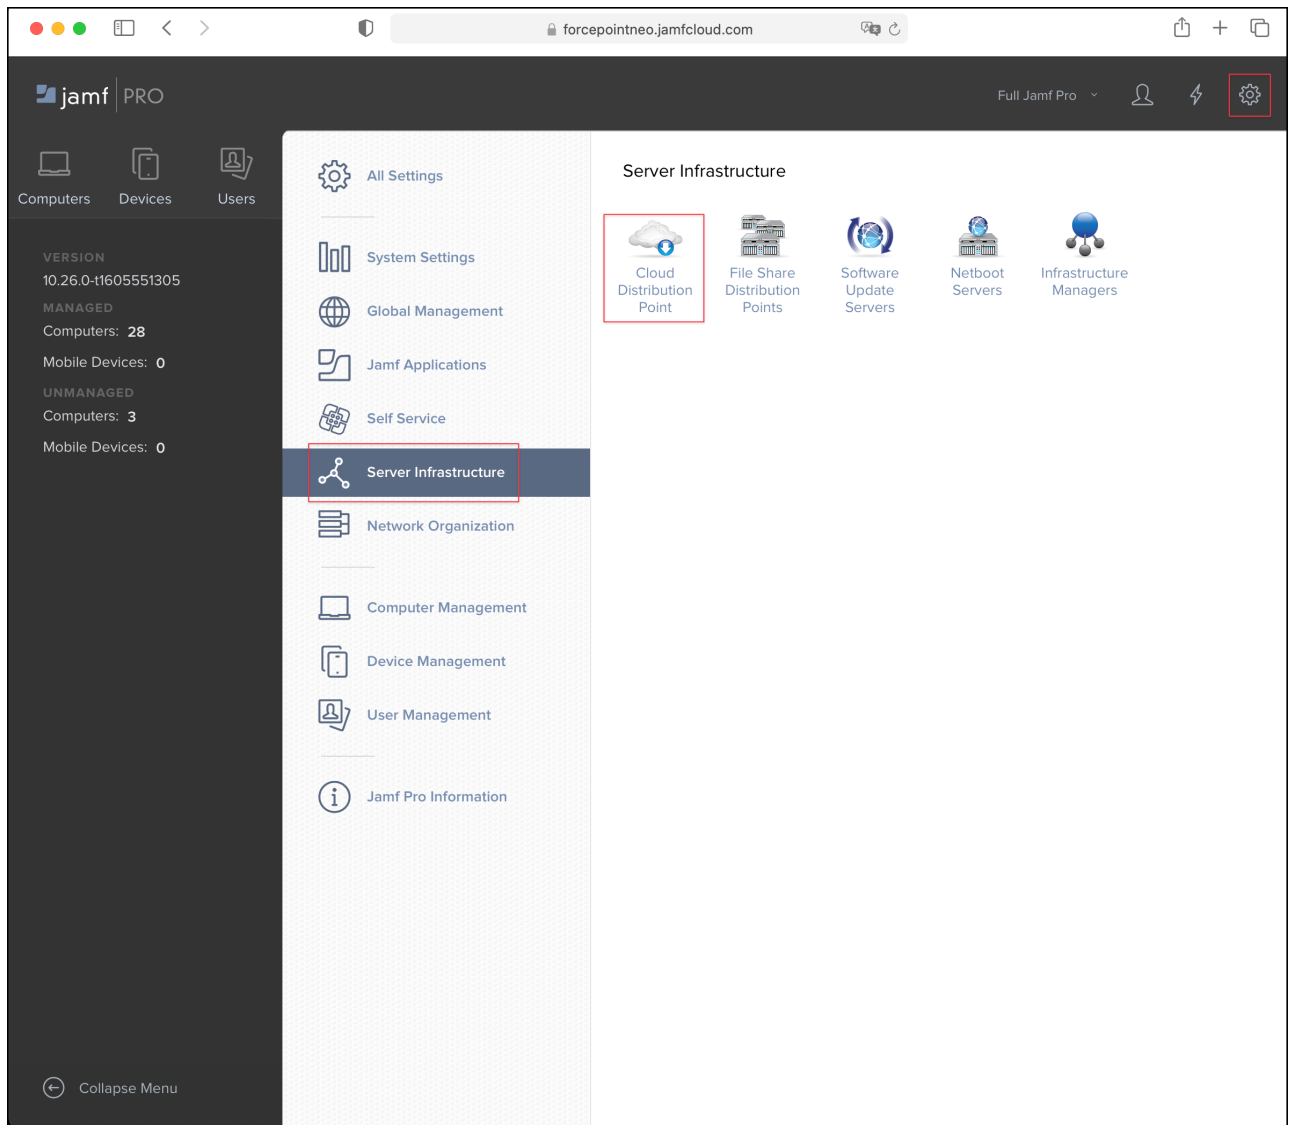 forcepointneo.jamfcloud.com
jamf PRO
Full Jamf Pro
Computers Devices Users
VERSION
10.26.0-t1605551305
MANAGED
Computers: 28
Mobile Devices: 0
UNMANAGED
Computers: 3
Mobile Devices: 0
Collapse Menu
All Settings
System Settings
Global Management
Jamf Applications
Self Service
Server Infrastructure
Network Organization
Computer Management
Device Management
User Management
Jamf Pro Information
Server Infrastructure
Cloud
Distribution
Point
File Share
Distribution
Points
Software
Update
Servers
Netboot
Servers
Infrastructure
Managers